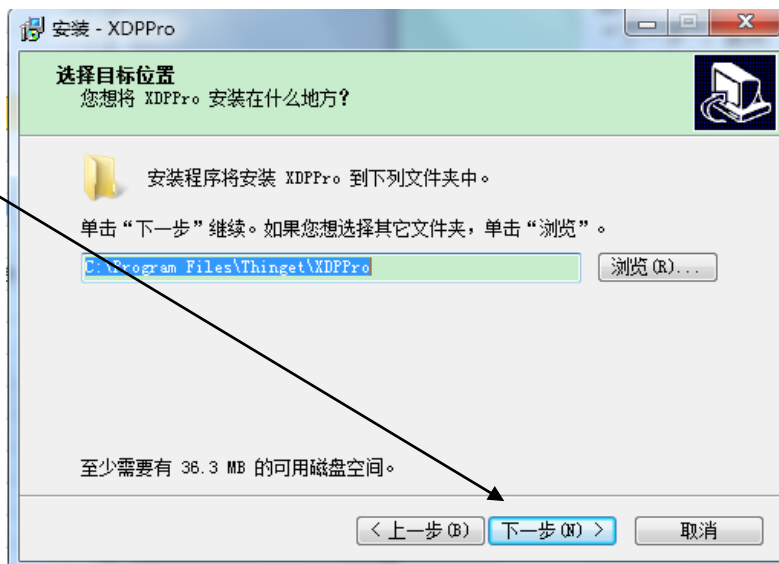 安装 - XDPPro
选择目标位置
您想将 XDPPro 安装在什么地方?
安装程序将安装 XDPPro 到下列文件夹中。
单击“下一步”继续。如果您想选择其它文件夹，单击“浏览”。
C:\Program Files\Thinget\XDPPro
浏览(R)...
至少需要有 36.3 MB 的可用磁盘空间。
< 上一步(B)
下一步(N) >
取消